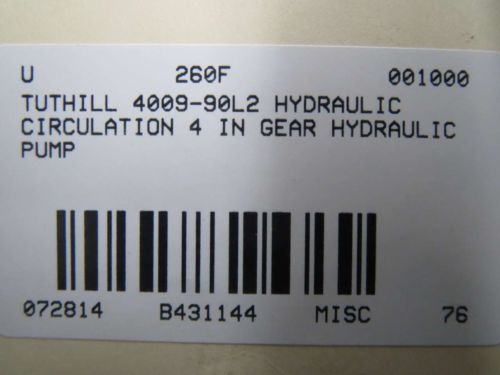 U 260F 001000
TUTHILL 4009-90L2 HYDRAULIC
CIRCULATION 4 IN GEAR HYDRAULIC
PUMP
072814 B431144 MISC 76